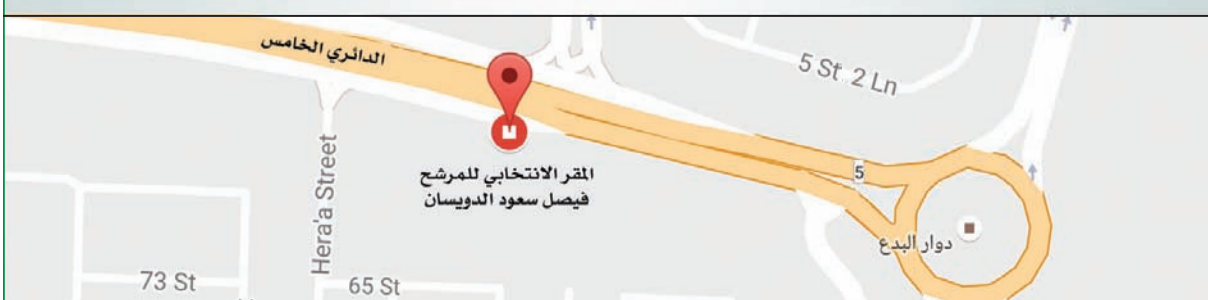 الدائري الخامس
5 St 2 Ln
Hera'a Street
المقر الانتخابي للمرشح
فيصل سعود الدويسان
5
دوار البدع
73 St
65 St